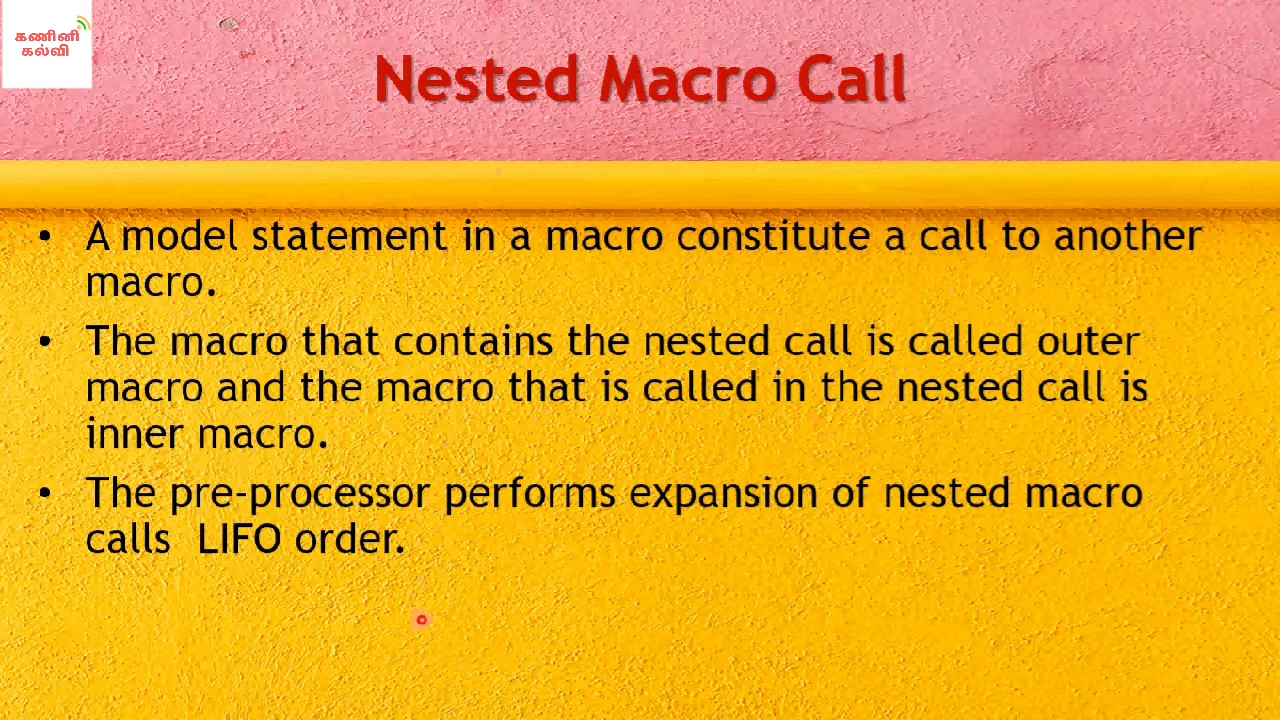 கணினி
கல்வி
Nested Macro Call
• A model statement in a macro constitute a call to another
macro.
• The macro that contains the nested call is called outer
macro and the macro that is called in the nested call is
inner macro.
• The pre-processor performs expansion of nested macro
calls  LIFO order.